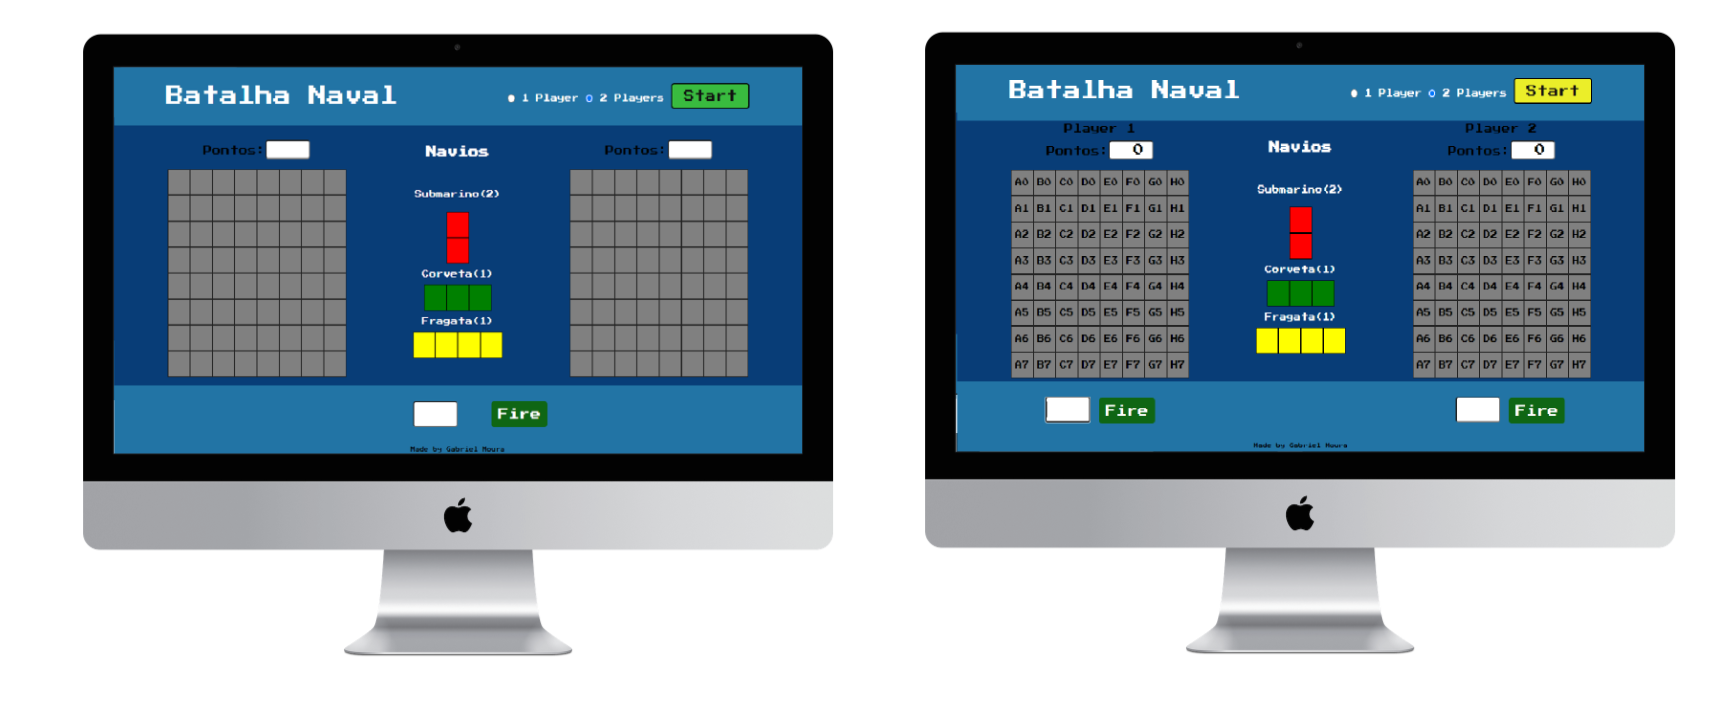 Batalha Naval
1 Player 2 Players Start
Pontos:
Navios
Pontos:
Submarino(2)
Corveta(1)
Fragata(1)
Fire
Made by Gabriel Moura
Batalha Naval
1 Player 2 Players Start
Player 1
Pontos: 0
A0 B0 C0 D0 E0 F0 G0 H0
A1 B1 C1 D1 E1 F1 G1 H1
A2 B2 C2 D2 E2 F2 G2 H2
A3 B3 C3 D3 E3 F3 G3 H3
A4 B4 C4 D4 E4 F4 G4 H4
A5 B5 C5 D5 E5 F5 G5 H5
A6 B6 C6 D6 E6 F6 G6 H6
A7 B7 C7 D7 E7 F7 G7 H7
Fire
Navios
Submarino(2)
Corveta(1)
Fragata(1)
Player 2
Pontos: 0
A0 B0 C0 D0 E0 F0 G0 H0
A1 B1 C1 D1 E1 F1 G1 H1
A2 B2 C2 D2 E2 F2 G2 H2
A3 B3 C3 D3 E3 F3 G3 H3
A4 B4 C4 D4 E4 F4 G4 H4
A5 B5 C5 D5 E5 F5 G5 H5
A6 B6 C6 D6 E6 F6 G6 H6
A7 B7 C7 D7 E7 F7 G7 H7
Fire
Made by Gabriel Moura